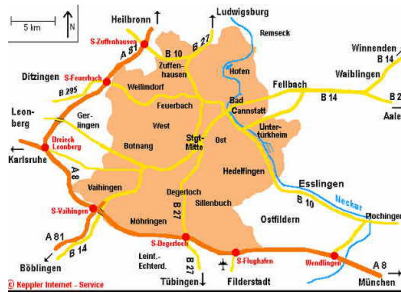 5 km
N
Heilbronn
Ludwigsburg
Remseck
S-Zuffenhausen
A 81
B 10
B 27
Zuffen-
hausen
Hofen
Winnenden
B 14
Waiblingen
Ditzingen
S-Feuerbach
B 295
Weilimdorf
Fellbach
Feuerbach
Bad
Cannstatt
B 14
B 2
Aale
Leon-
berg
Ger-
lingen
West
Stgt-
Mitte
Ost
Unter-
türkheim
Dreieck
Leonberg
Botnang
Karlsruhe
A 8
Hedelfingen
Esslingen
Vaihingen
Degerloch
Neckar
S-Vaihingen
B 27
Sillenbuch
B 10
Plochingen
Möhringen
Ostfildern
A 81
B 14
S-Degerloch
S-Flughafen
Wendlingen
Böblingen
Leinf.-
Echterd.
B 27
Tübingen
Filderstadt
A 8
München
© Keppler Internet - Service